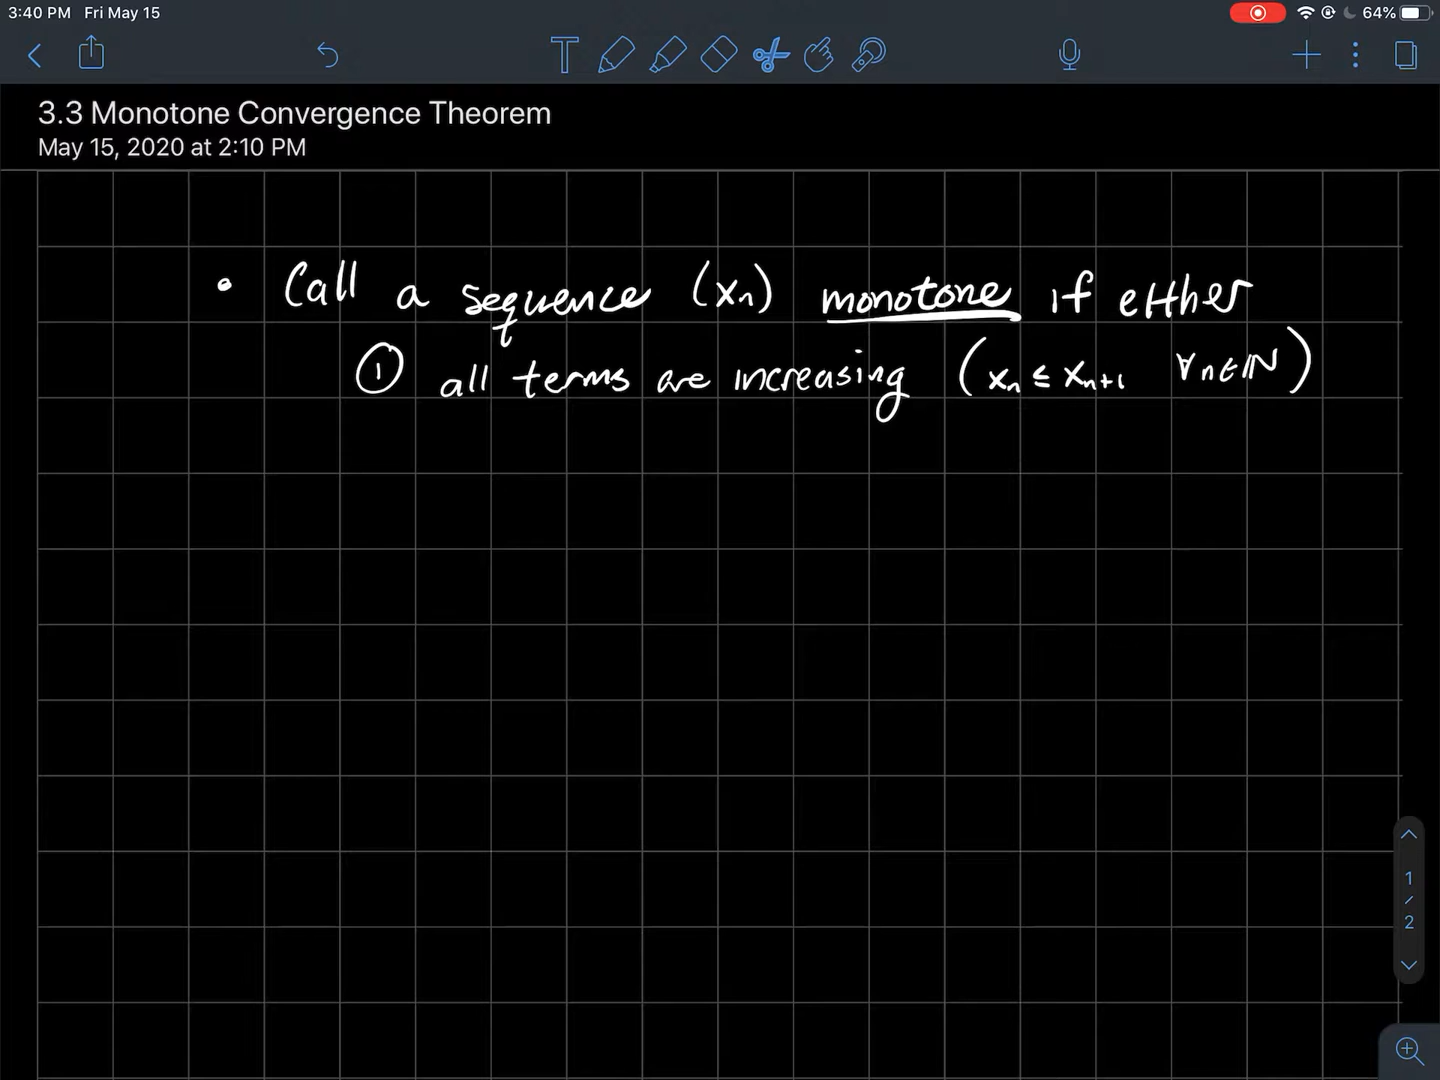 3:40 PM Fri May 15 64%
3.3 Monotone Convergence Theorem
May 15, 2020 at 2:10 PM
• Call a sequence (xₙ) monotone if either
① all terms are increasing (xₙ ≤ xₙ₊₁ ∀n∈ℕ)
1
/
2